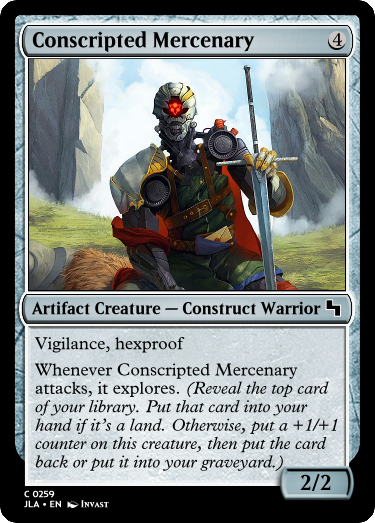 Conscripted Mercenary 4
Artifact Creature — Construct Warrior
Vigilance, hexproof
Whenever Conscripted Mercenary
attacks, it explores. (Reveal the top card
of your library. Put that card into your
hand if it's a land. Otherwise, put a +1/+1
counter on this creature, then put the card
back or put it into your graveyard.)
2/2
C 0259
JLA • EN Invast